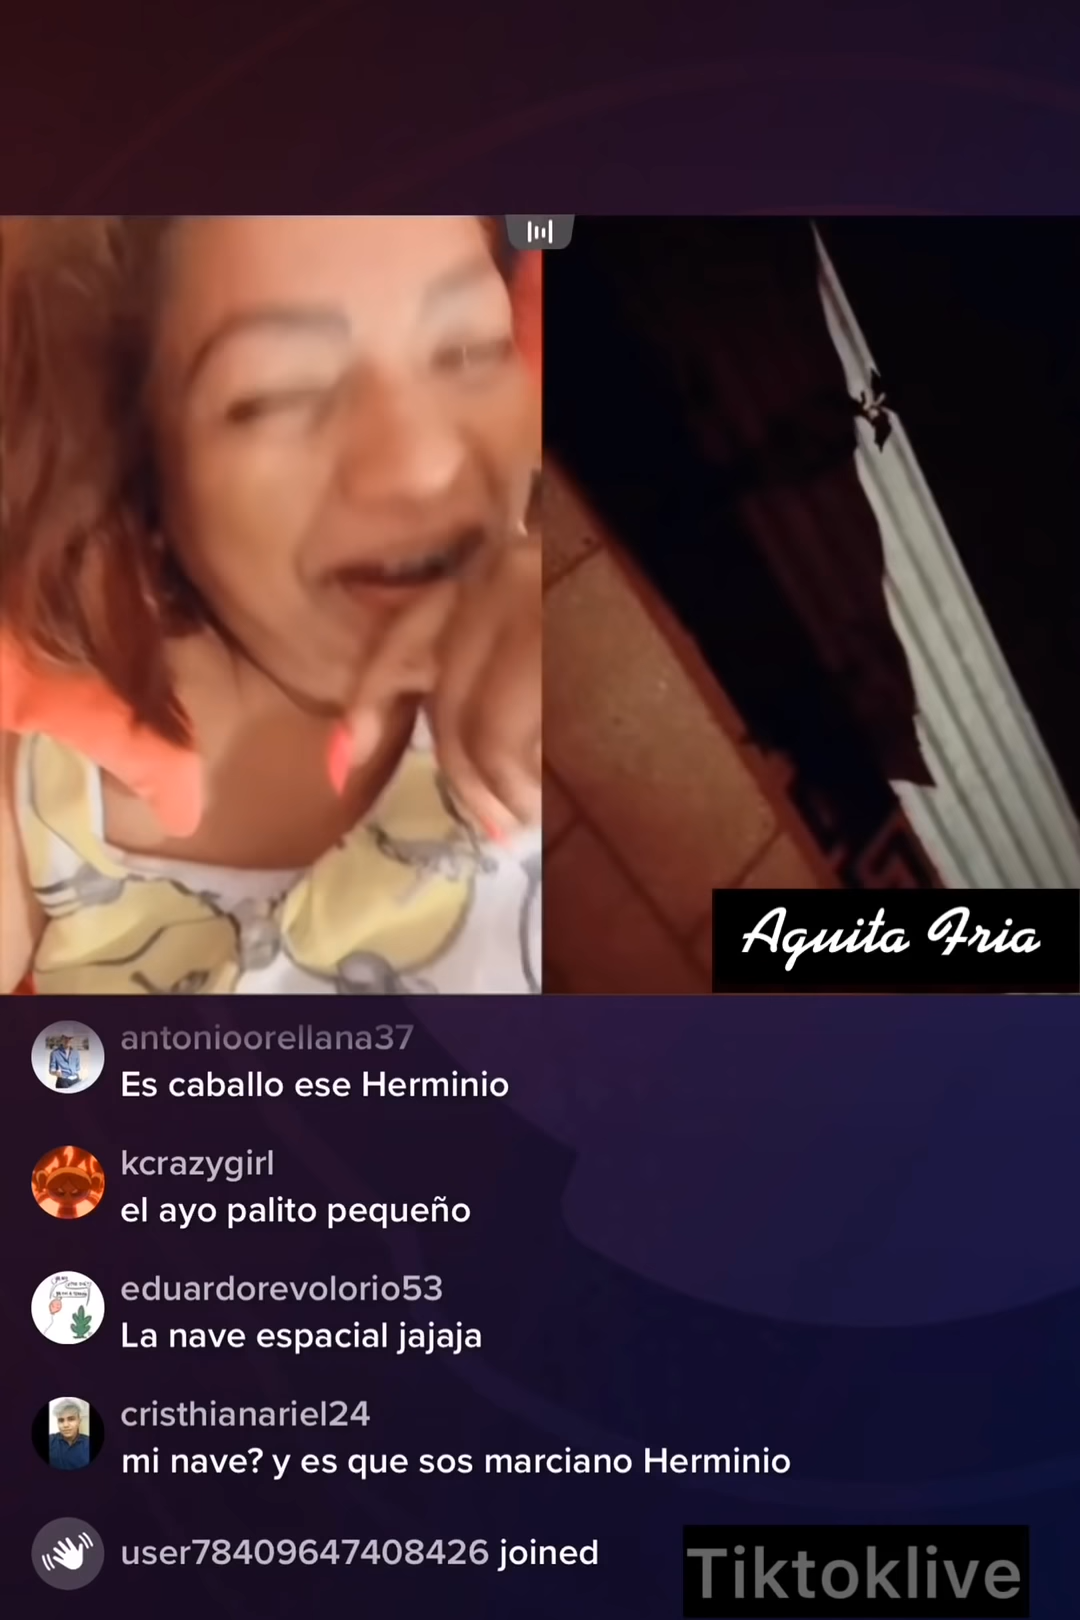 Aguita Fria
antonioorellana37
Es caballo ese Herminio
kcrazygirl
el ayo palito pequeño
eduardorevolorio53
La nave espacial jajaja
cristhianariel24
mi nave? y es que sos marciano Herminio
user78409647408426 joined
Tiktoklive